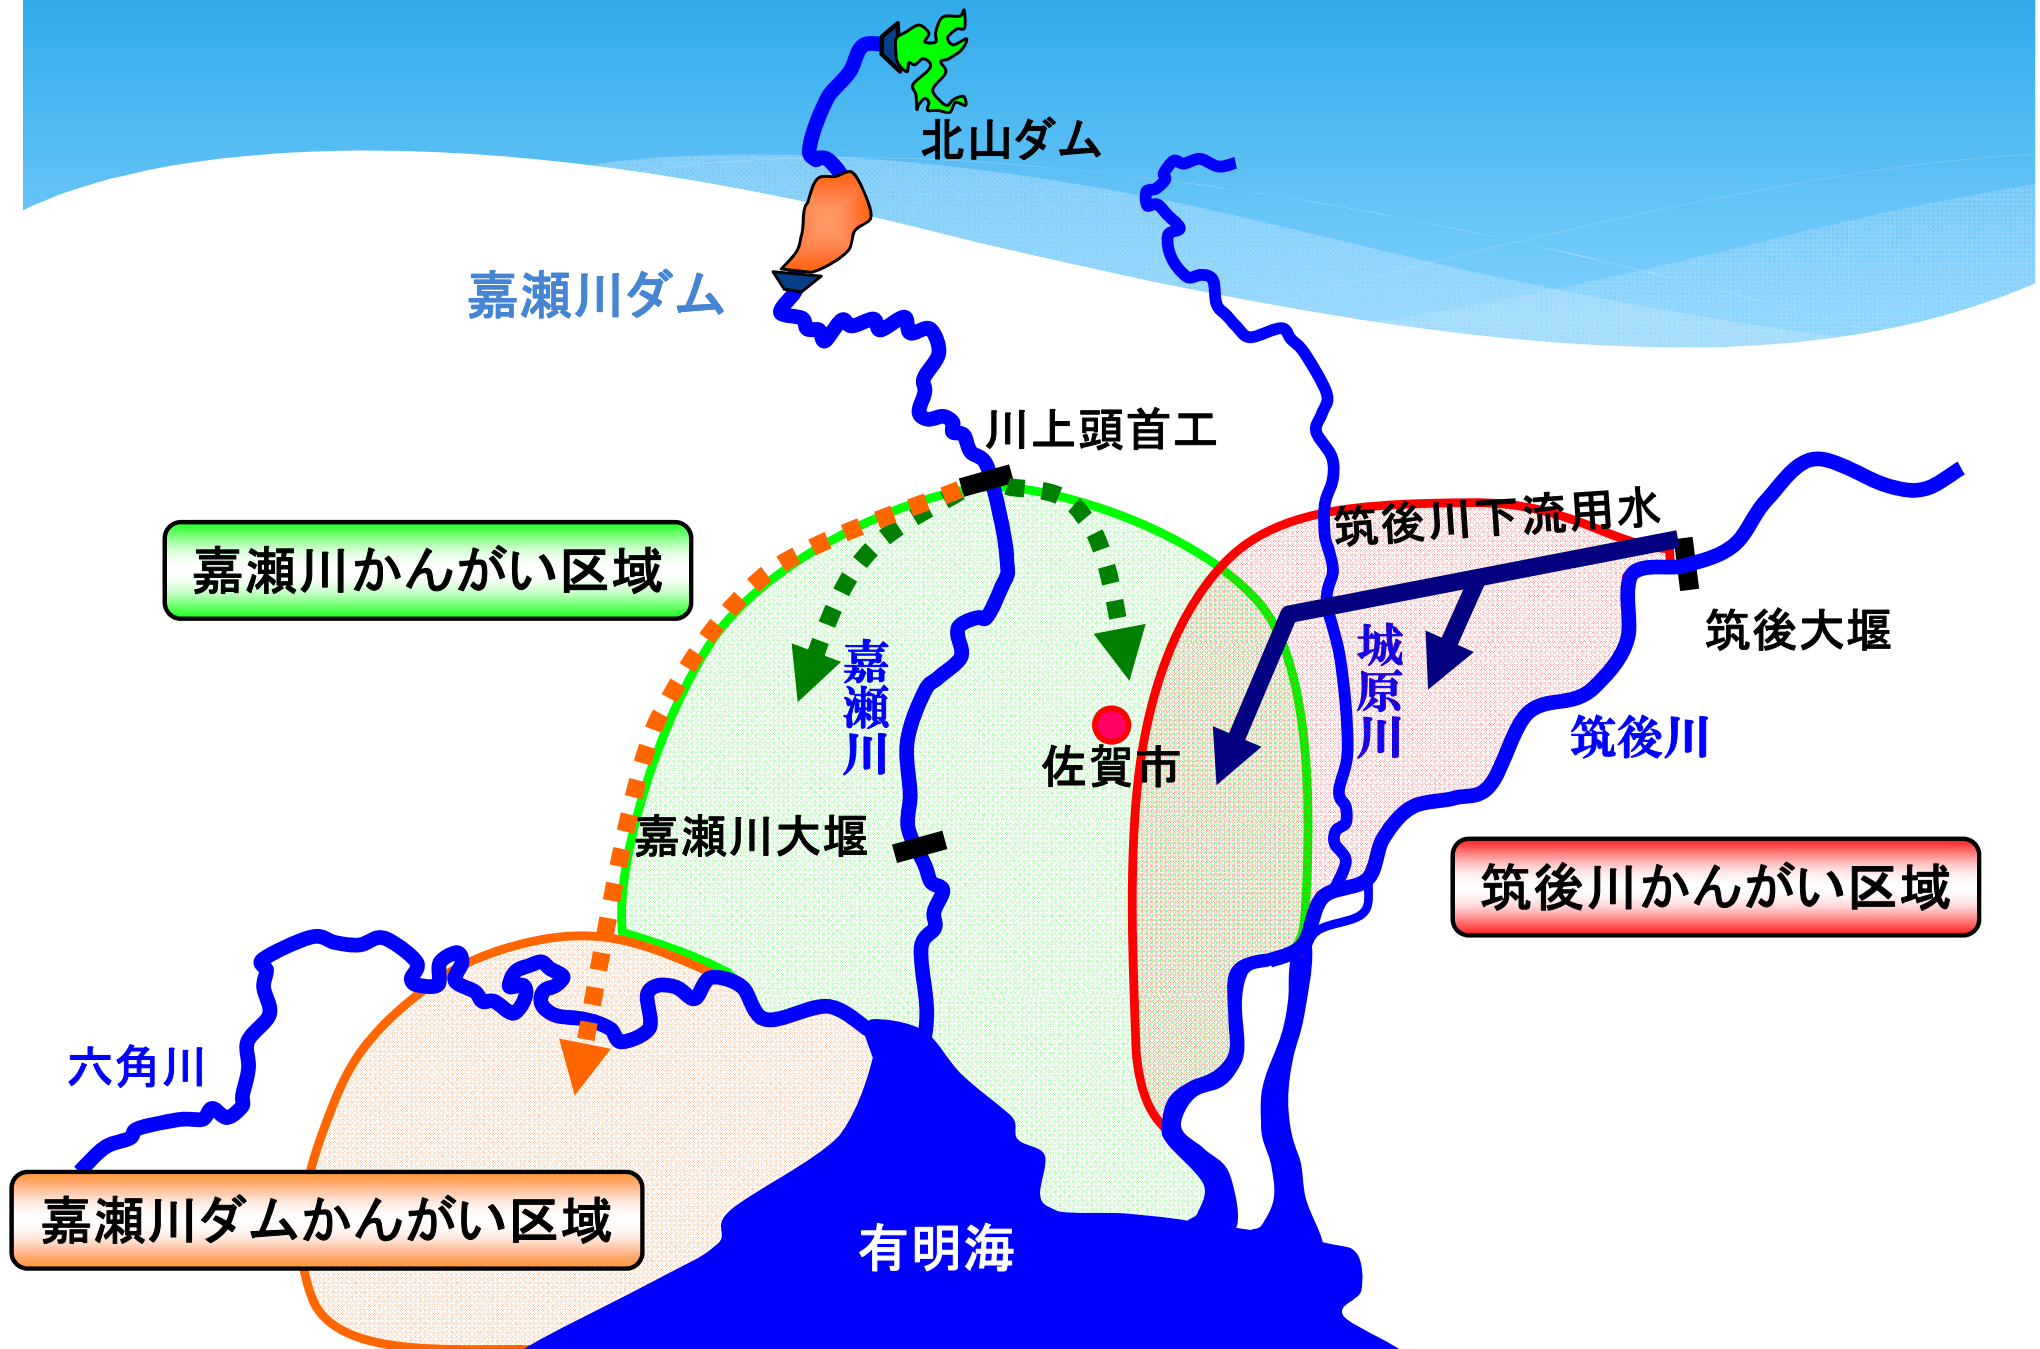 北山ダム
嘉瀬川ダム
川上頭首工
筑後川下流用水
嘉瀬川かんがい区域
筑後大堰
嘉瀬川
城原川
筑後川
佐賀市
嘉瀬川大堰
筑後川かんがい区域
六角川
嘉瀬川ダムかんがい区域
有明海